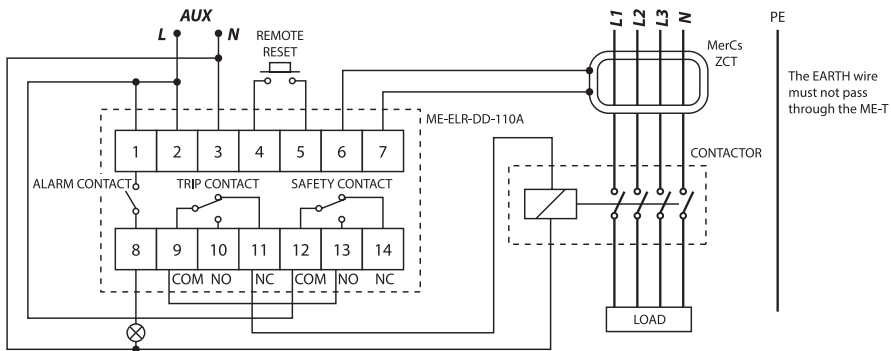 AUX
L N
REMOTE
RESET
L1 L2 L3 N
PE
MerCs
ZCT
The EARTH wire
must not pass
through the ME-T
ME-ELR-DD-110A
1 2 3 4 5 6 7
CONTACTOR
ALARM CONTACT TRIP CONTACT SAFETY CONTACT
8 9 10 11 12 13 14
COM NO NC COM NO NC
LOAD